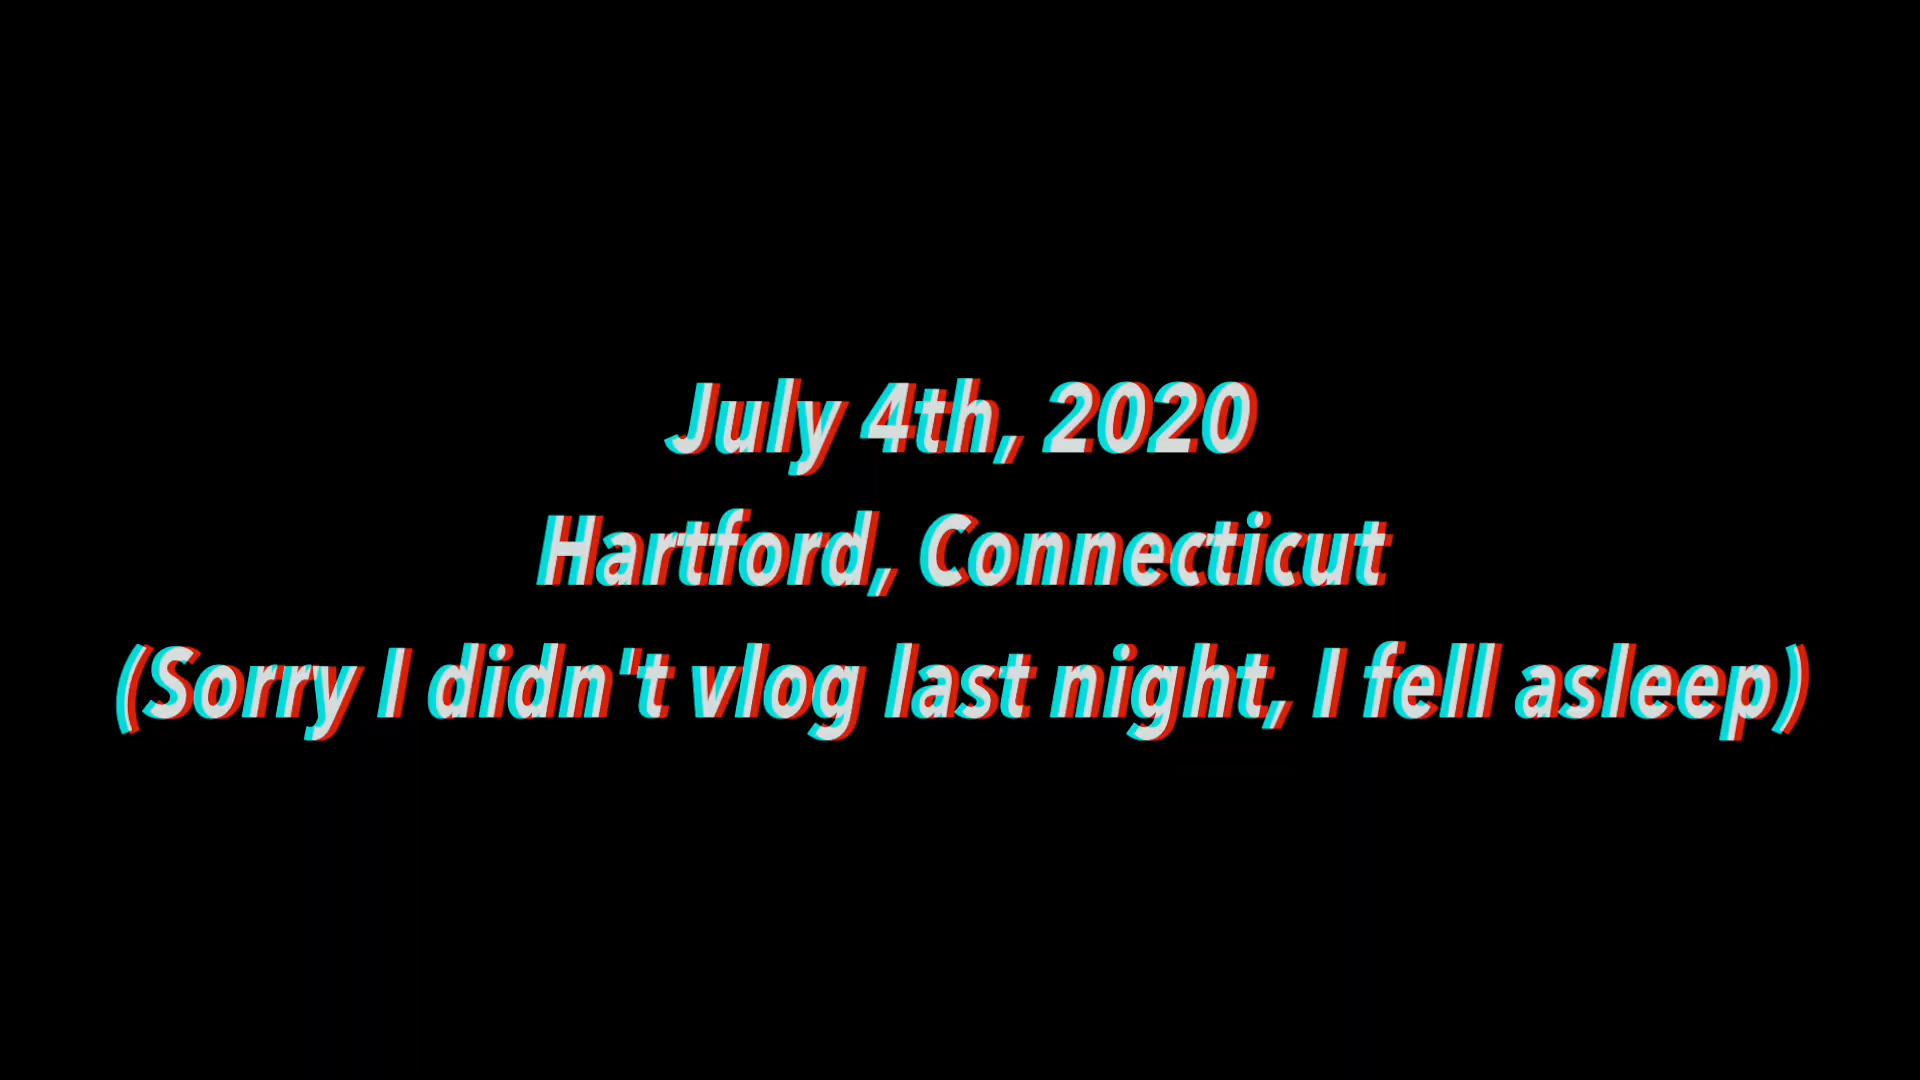 July 4th, 2020
Hartford, Connecticut
(Sorry I didn't vlog last night, I fell asleep)